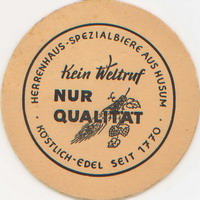 HERRENHAUS-SPEZIALBIERE AUS HUSUM
Kein Weltruf
NUR
QUALITÄT
· KÖSTLICH-EDEL SEIT 1770 ·